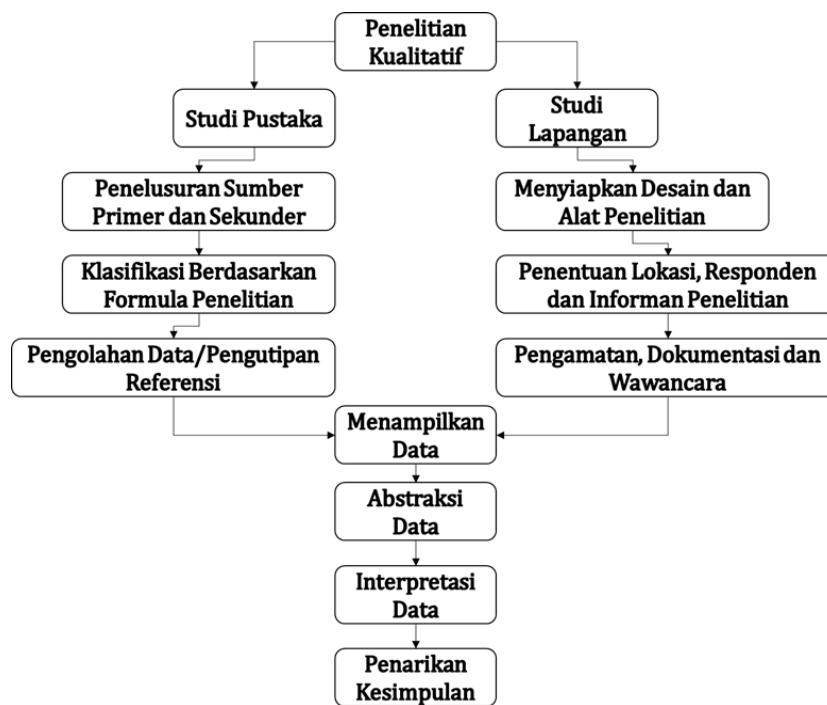 Penelitian
Kualitatif
Studi Pustaka
Studi
Lapangan
Penelusuran Sumber
Primer dan Sekunder
Menyiapkan Desain dan
Alat Penelitian
Klasifikasi Berdasarkan
Formula Penelitian
Penentuan Lokasi, Responden
dan Informan Penelitian
Pengolahan Data/Pengutipan
Referensi
Pengamatan, Dokumentasi dan
Wawancara
Menampilkan
Data
Abstraksi
Data
Interpretasi
Data
Penarikan
Kesimpulan